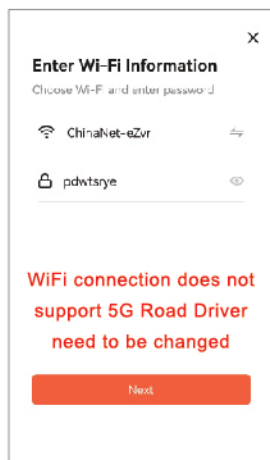 Enter Wi-Fi Information
Choose Wi-Fi and enter password
ChinaNet-eZvr
pdwtsrye
WiFi connection does not
support 5G Road Driver
need to be changed
Next